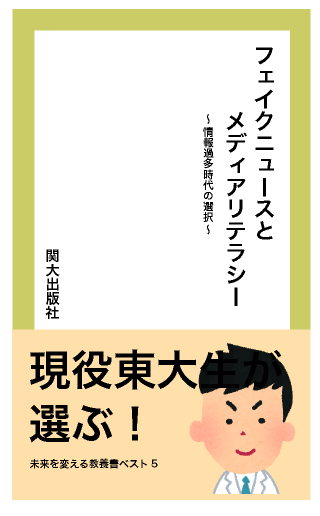 フェイクニュースと
メディアリテラシー
〜情報過多時代の選択〜
関大出版社
現役東大生が
選ぶ！
未来を変える教養書ベスト5